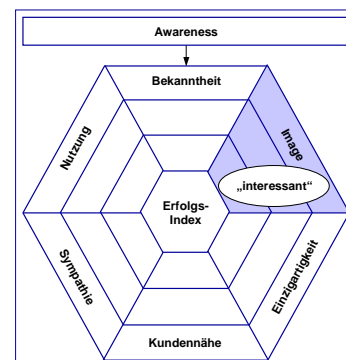 Awareness
Bekanntheit
Nutzung
Image
„interessant“
Erfolgs-
Index
Sympathie
Einzigartigkeit
Kundennähe